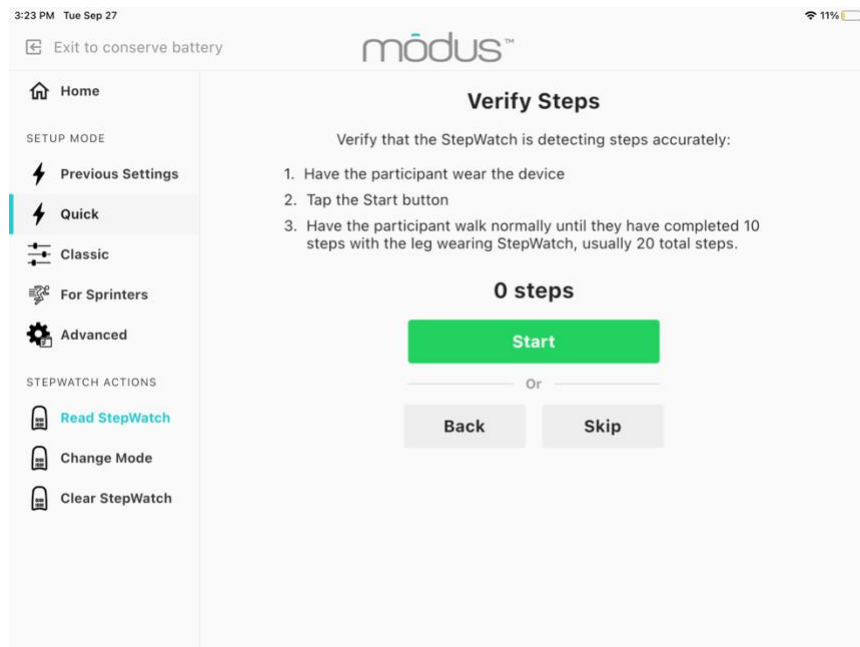 3:23 PM Tue Sep 27
11%
Exit to conserve battery
mōdus™
Home
SETUP MODE
Previous Settings
Quick
Classic
For Sprinters
Advanced
STEPWATCH ACTIONS
Read StepWatch
Change Mode
Clear StepWatch
Verify Steps
Verify that the StepWatch is detecting steps accurately:
1. Have the participant wear the device
2. Tap the Start button
3. Have the participant walk normally until they have completed 10
steps with the leg wearing StepWatch, usually 20 total steps.
0 steps
Start
Or
Back
Skip